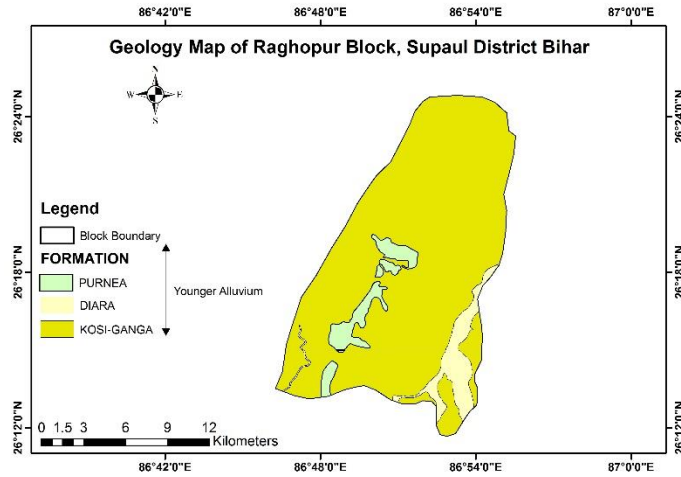 86°42'0"E 86°48'0"E 86°54'0"E 87°0'0"E
Geology Map of Raghopur Block, Supaul District Bihar
N
W E
S
26°24'0"N 26°24'0"N
Legend
Block Boundary
FORMATION
PURNEA
DIARA
KOSI-GANGA
Younger Alluvium
26°18'0"N 26°18'0"N
26°12'0"N 26°12'0"N
0 1.5 3 6 9 12
Kilometers
86°42'0"E 86°48'0"E 86°54'0"E 87°0'0"E